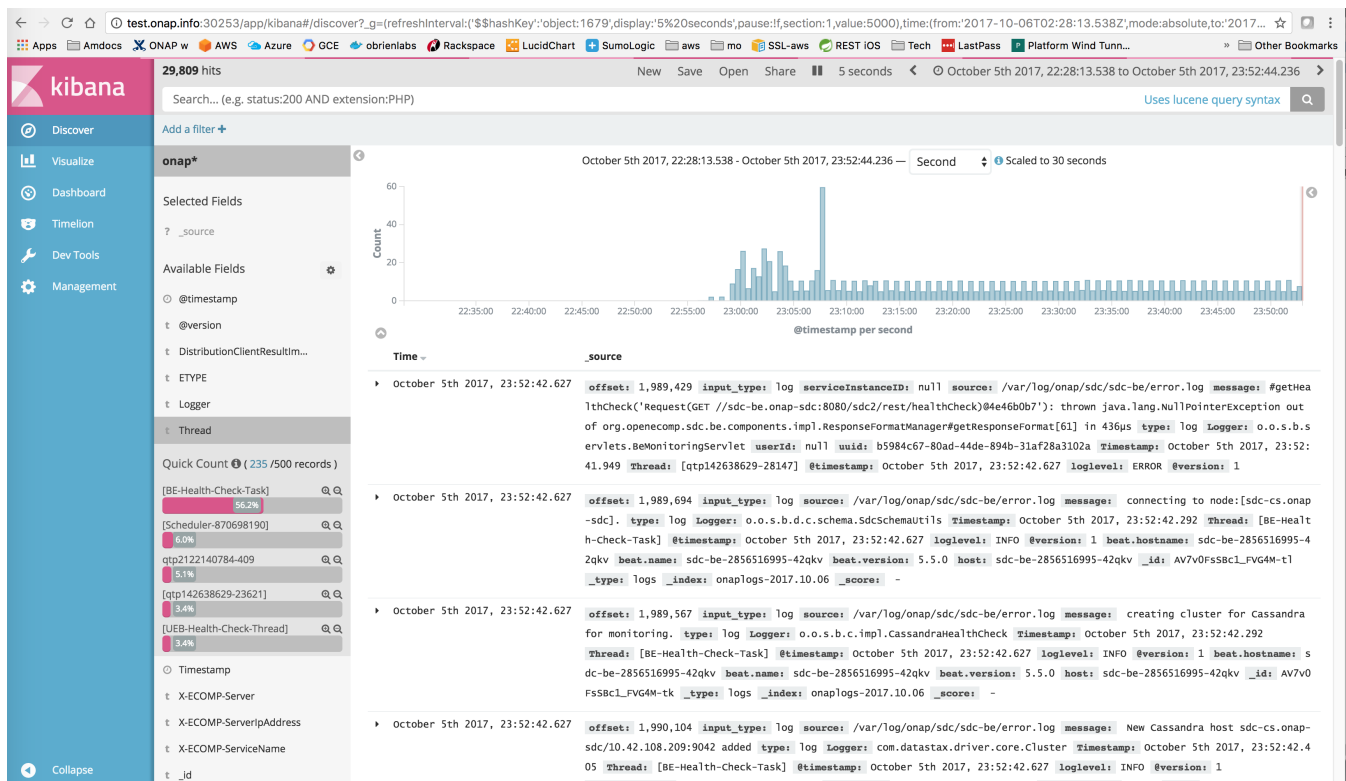 test.onap.info:30253/app/kibana#/discover?_g=(refreshInterval:('$$hashKey':'object:1679',display:'5%20seconds',pause:!f,section:1,value:5000),time:(from:'2017-10-06T02:28:13.538Z',mode:absolute,to:'2017...
Apps Amdocs ONAP w AWS Azure GCE obrienlabs Rackspace LucidChart SumoLogic aws mo SSL-aws REST iOS Tech LastPass Platform Wind Tunn... » Other Bookmarks
kibana
Discover
Visualize
Dashboard
Timelion
Dev Tools
Management
Collapse
29,809 hits
New Save Open Share 5 seconds October 5th 2017, 22:28:13.538 to October 5th 2017, 23:52:44.236
Search... (e.g. status:200 AND extension:PHP) Uses lucene query syntax
Add a filter +
onap*
Selected Fields
? _source
Available Fields
@timestamp
t @version
t DistributionClientResultIm...
t ETYPE
t Logger
t Thread
Quick Count ( 235 /500 records )
[BE-Health-Check-Task]
56.2%
[Scheduler-870698190]
6.0%
qtp2122140784-409
5.1%
[qtp142638629-23621]
3.4%
[UEB-Health-Check-Thread]
3.4%
Timestamp
t X-ECOMP-Server
t X-ECOMP-ServerIpAddress
t X-ECOMP-ServiceName
t _id
October 5th 2017, 22:28:13.538 - October 5th 2017, 23:52:44.236 — Second Scaled to 30 seconds
60
40
20
0
Count
22:35:00 22:40:00 22:45:00 22:50:00 22:55:00 23:00:00 23:05:00 23:10:00 23:15:00 23:20:00 23:25:00 23:30:00 23:35:00 23:40:00 23:45:00 23:50:00
@timestamp per second
Time _source
October 5th 2017, 23:52:42.627 offset: 1,989,429 input_type: log serviceInstanceID: null source: /var/log/onap/sdc/sdc-be/error.log message: #getHea
lthCheck('Request(GET //sdc-be.onap-sdc:8080/sdc2/rest/healthCheck)@4e46b0b7'): thrown java.lang.NullPointerException out
of org.openecomp.sdc.be.components.impl.ResponseFormatManager#getResponseFormat[61] in 436µs type: log Logger: o.o.s.b.s
ervlets.BeMonitoringServlet userId: null uuid: b5984c67-80ad-44de-894b-31af28a3102a Timestamp: October 5th 2017, 23:52:
41.949 Thread: [qtp142638629-28147] @timestamp: October 5th 2017, 23:52:42.627 loglevel: ERROR @version: 1
October 5th 2017, 23:52:42.627 offset: 1,989,694 input_type: log source: /var/log/onap/sdc/sdc-be/error.log message: connecting to node:[sdc-cs.onap
-sdc]. type: log Logger: o.o.s.b.d.c.schema.SdcSchemaUtils Timestamp: October 5th 2017, 23:52:42.292 Thread: [BE-Healt
h-Check-Task] @timestamp: October 5th 2017, 23:52:42.627 loglevel: INFO @version: 1 beat.hostname: sdc-be-2856516995-4
2qkv beat.name: sdc-be-2856516995-42qkv beat.version: 5.5.0 host: sdc-be-2856516995-42qkv _id: AV7vOFsSBc1_FVG4M-tl
_type: logs _index: onaplogs-2017.10.06 _score: -
October 5th 2017, 23:52:42.627 offset: 1,989,567 input_type: log source: /var/log/onap/sdc/sdc-be/error.log message: creating cluster for Cassandra
for monitoring. type: log Logger: o.o.s.b.c.impl.CassandraHealthCheck Timestamp: October 5th 2017, 23:52:42.292
Thread: [BE-Health-Check-Task] @timestamp: October 5th 2017, 23:52:42.627 loglevel: INFO @version: 1 beat.hostname: s
dc-be-2856516995-42qkv beat.name: sdc-be-2856516995-42qkv beat.version: 5.5.0 host: sdc-be-2856516995-42qkv _id: AV7vO
FsSBc1_FVG4M-tk _type: logs _index: onaplogs-2017.10.06 _score: -
October 5th 2017, 23:52:42.627 offset: 1,990,104 input_type: log source: /var/log/onap/sdc/sdc-be/error.log message: New Cassandra host sdc-cs.onap-
sdc/10.42.108.209:9042 added type: log Logger: com.datastax.driver.core.Cluster Timestamp: October 5th 2017, 23:52:42.4
05 Thread: [BE-Health-Check-Task] @timestamp: October 5th 2017, 23:52:42.627 loglevel: INFO @version: 1